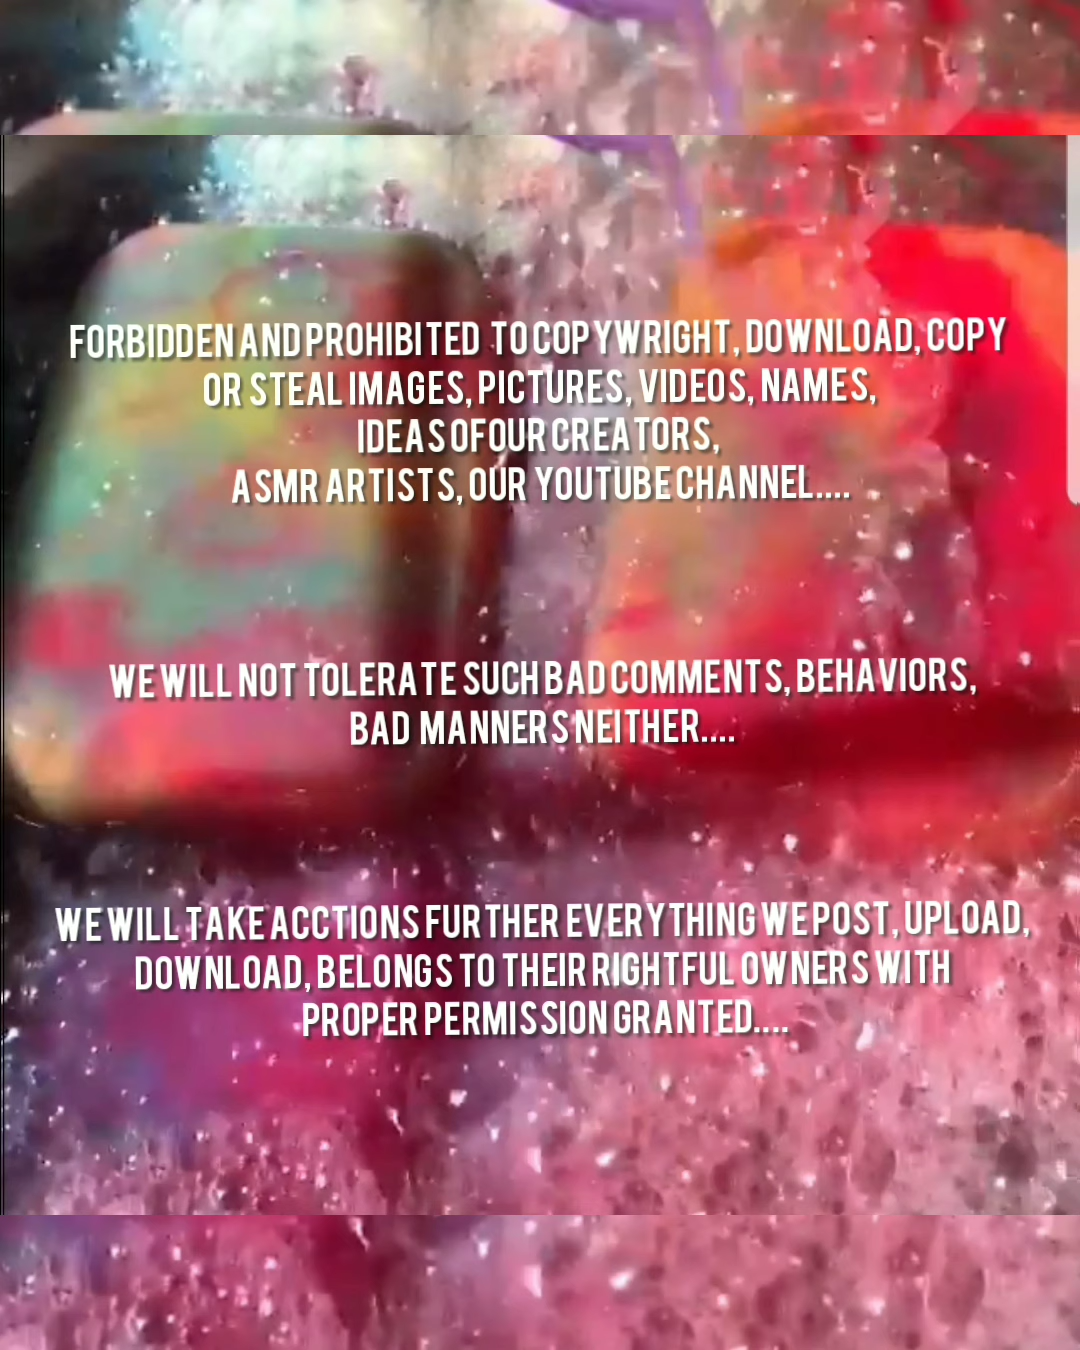 FORBIDDEN AND PROHIBITED TO COPYWRIGHT, DOWNLOAD, COPY
OR STEAL IMAGES, PICTURES, VIDEOS, NAMES,
IDEAS OF OUR CREATORS,
ASMR ARTISTS, OUR YOUTUBE CHANNEL....
WE WILL NOT TOLERATE SUCH BAD COMMENTS, BEHAVIORS,
BAD MANNERS NEITHER....
WE WILL TAKE ACCTIONS FURTHER EVERYTHING WE POST, UPLOAD,
DOWNLOAD, BELONGS TO THEIR RIGHTFUL OWNERS WITH
PROPER PERMISSION GRANTED....